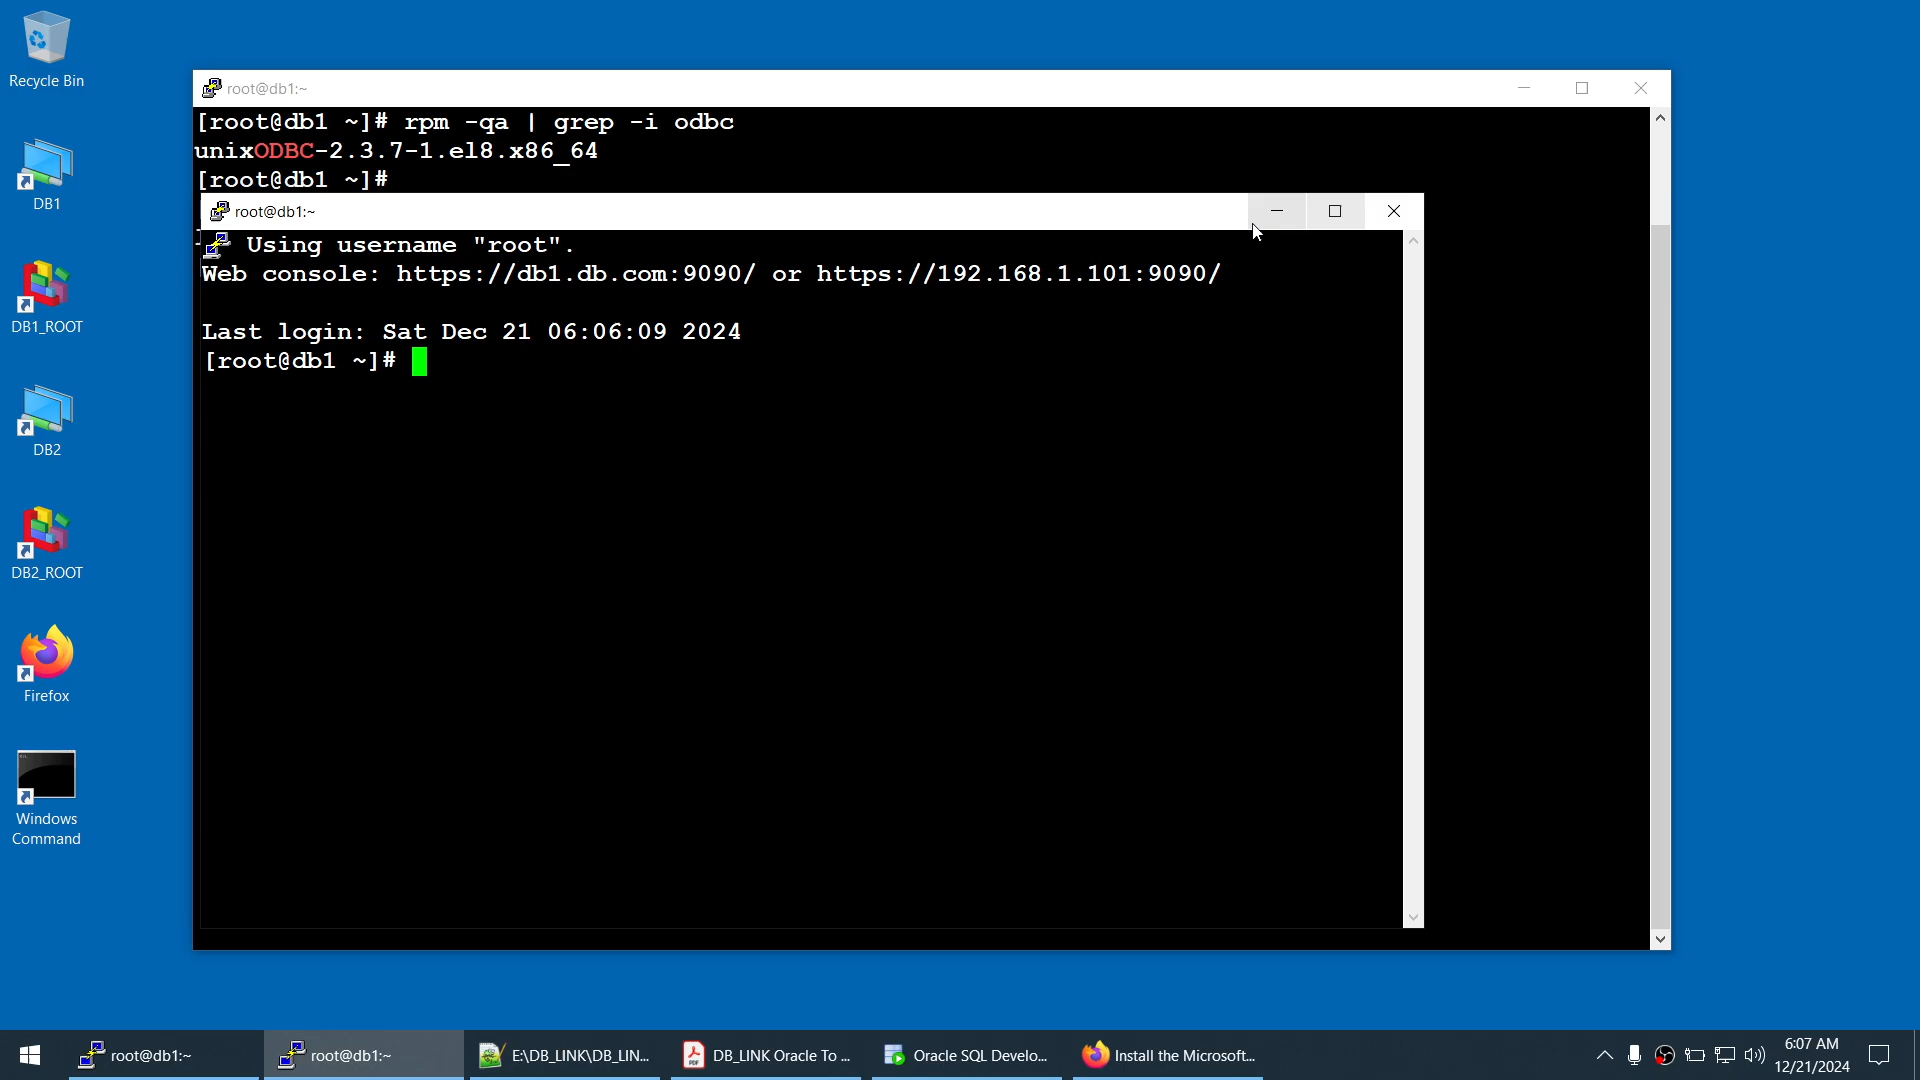 Recycle Bin
DB1
DB1_ROOT
DB2
DB2_ROOT
Firefox
Windows
Command
root@db1:~
[root@db1 ~]# rpm -qa | grep -i odbc
unixODBC-2.3.7-1.el8.x86_64
[root@db1 ~]#
root@db1:~
Using username "root".
Web console: https://db1.db.com:9090/ or https://192.168.1.101:9090/
Last login: Sat Dec 21 06:06:09 2024
[root@db1 ~]#
root@db1:~
root@db1:~
E:\DB_LINK\DB_LIN...
DB_LINK Oracle To ...
Oracle SQL Develo...
Install the Microsoft...
6:07 AM
12/21/2024